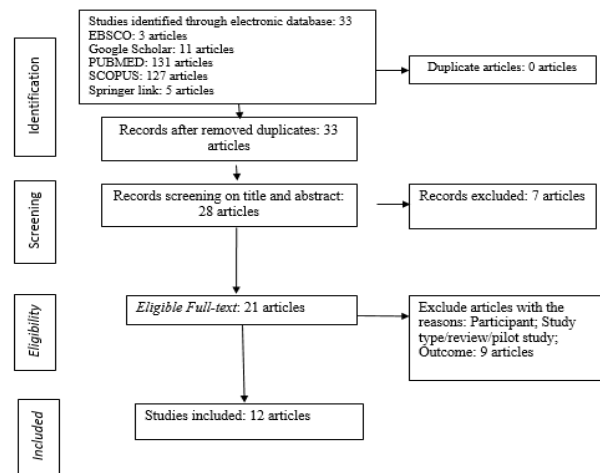 Studies identified through electronic database: 33
EBSCO: 3 articles
Google Scholar: 11 articles
PUBMED: 131 articles
SCOPUS: 127 articles
Springer link: 5 articles
Duplicate articles: 0 articles
Identification
Records after removed duplicates: 33
articles
Records screening on title and abstract:
28 articles
Records excluded: 7 articles
Screening
Eligible Full-text: 21 articles
Exclude articles with the
reasons: Participant; Study
type/review/pilot study;
Outcome: 9 articles
Eligibility
Studies included: 12 articles
Included